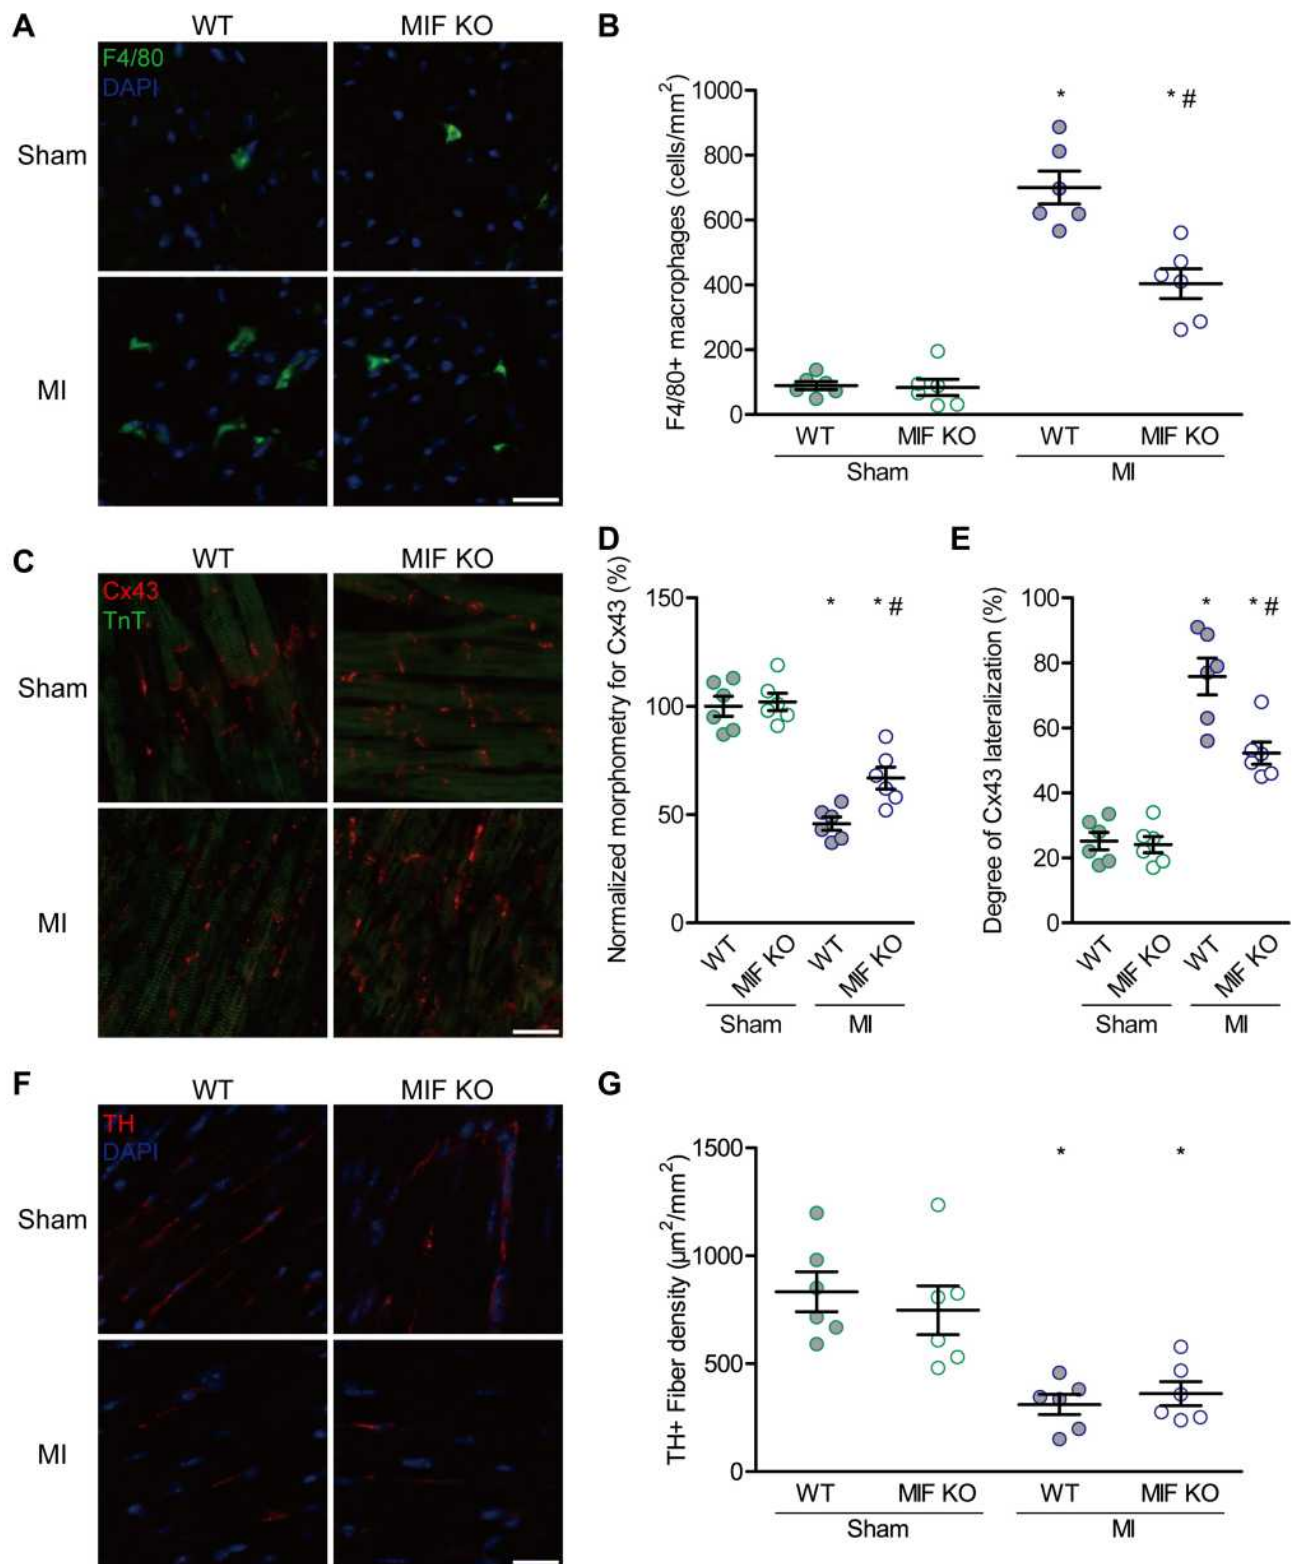 A
WT
MIF KO
F4/80
DAPI
Sham
MI
B
F4/80+ macrophages (cells/mm²)
1000
800
600
400
200
0
* 
* #
WT
MIF KO
WT
MIF KO
Sham
MI
C
WT
MIF KO
Cx43
TnT
Sham
MI
D
Normalized morphometry for Cx43 (%)
150
100
50
0
*
* #
WT
MIF KO
WT
MIF KO
Sham
MI
E
Degree of Cx43 lateralization (%)
100
80
60
40
20
0
*
* #
WT
MIF KO
WT
MIF KO
Sham
MI
F
WT
MIF KO
TH
DAPI
Sham
MI
G
TH+ Fiber density (µm²/mm²)
1500
1000
500
0
*
*
WT
MIF KO
WT
MIF KO
Sham
MI